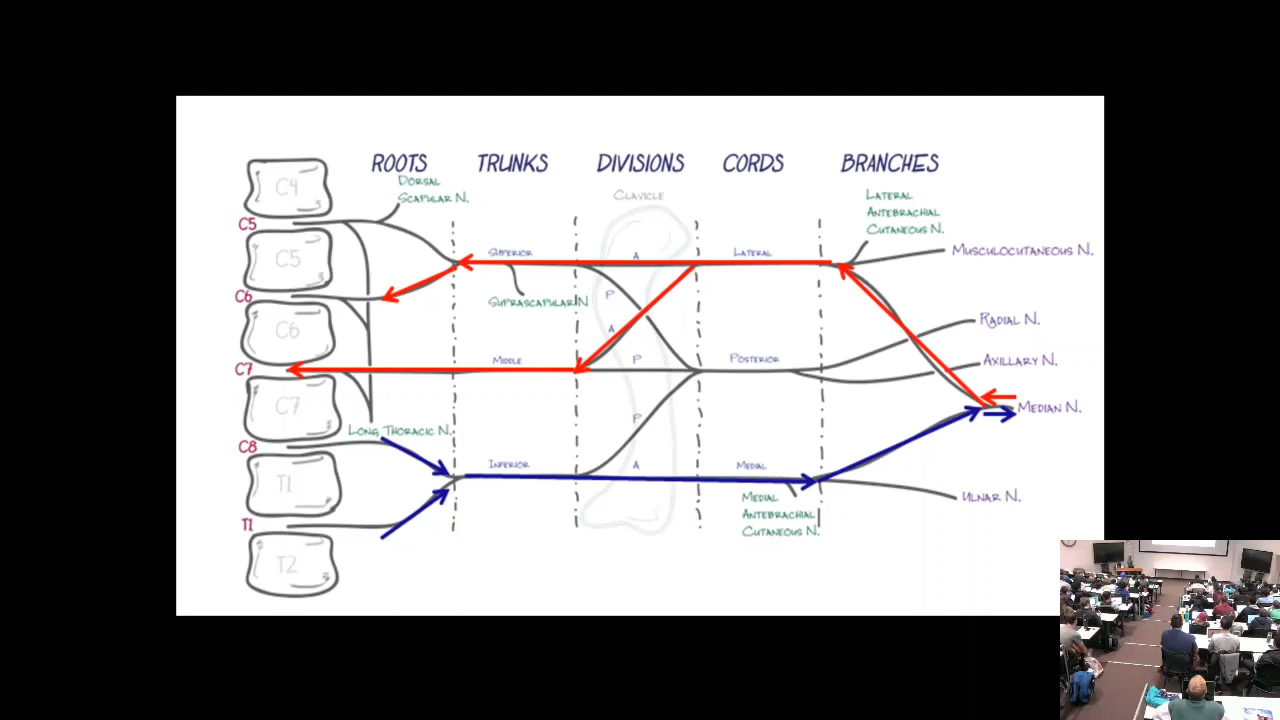 ROOTS
TRUNKS
DIVISIONS
CORDS
BRANCHES
DORSAL
SCAPULAR N.
CLAVICLE
LATERAL
ANTEBRACHIAL
CUTANEOUS N.
C4
C5
C5
C6
C6
C7
C7
C8
T1
T1
T2
SUPERIOR
A
LATERAL
MUSCULOCUTANEOUS N.
SUPRASCAPULAR N
P
A
RADIAL N.
MIDDLE
P
POSTERIOR
AXILLARY N.
MEDIAN N.
LONG THORACIC N.
P
INFERIOR
A
MEDIAL
ULNAR N.
MEDIAL
ANTEBRACHIAL
CUTANEOUS N.